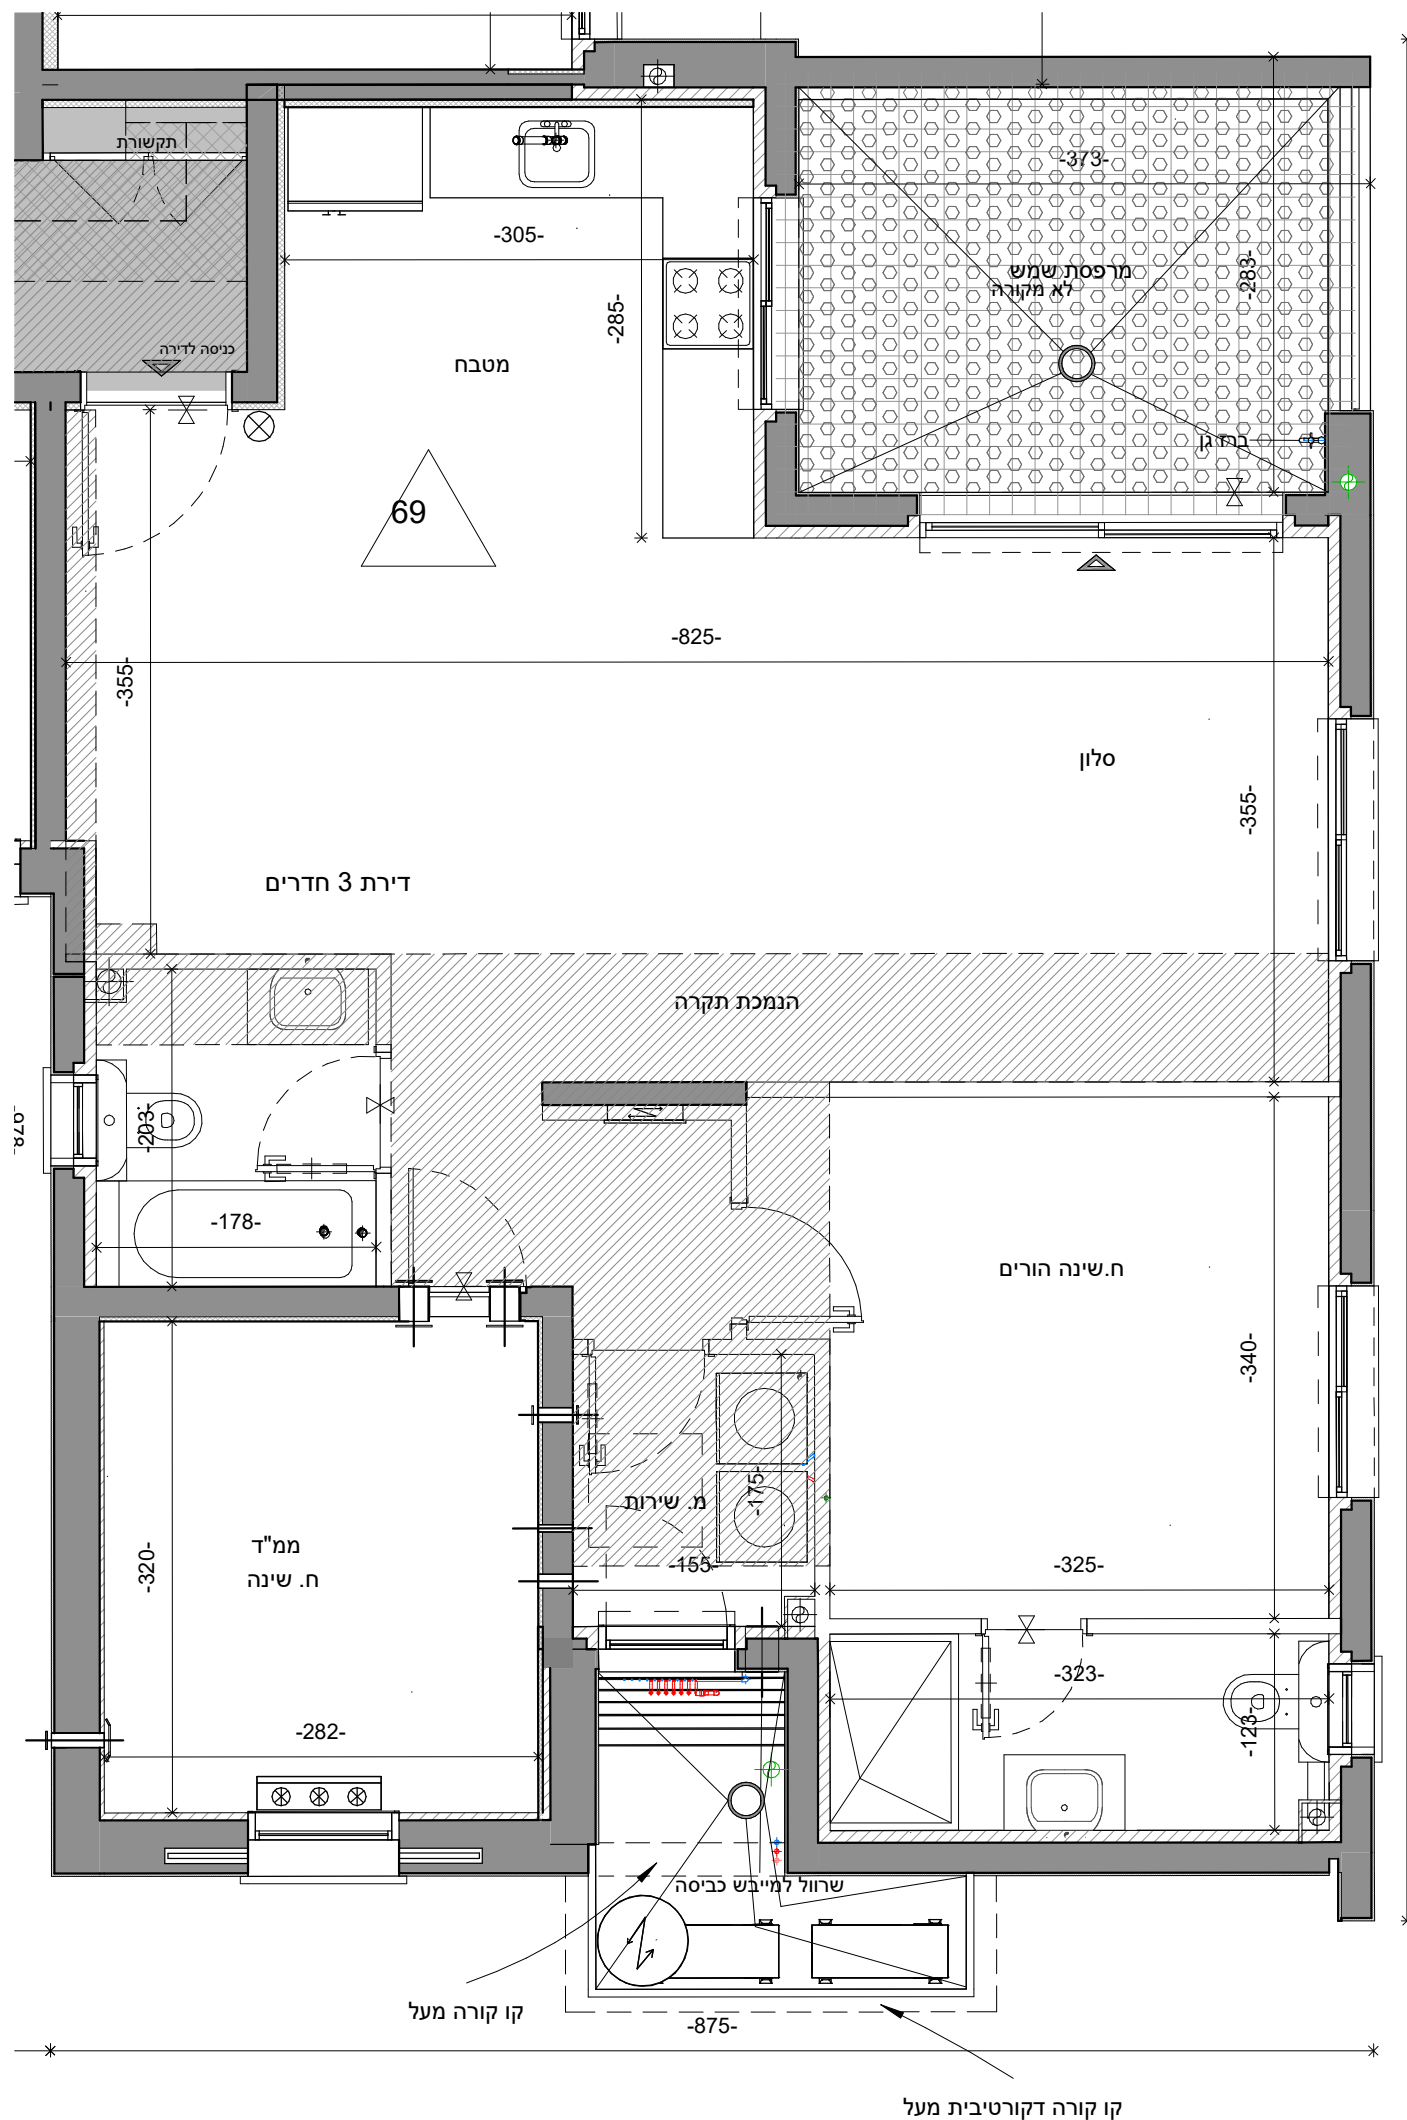 תקשורת
-373-
-305-
מרפסת שמש
לא מקורה
-283-
-285-
כניסה לדירה
מטבח
ברז גן
69
-825-
-355-
סלון
-355-
דירת 3 חדרים
הנמכת תקרה
-203-
-178-
ח.שינה הורים
-340-
מ. שירות
-175-
ממ"ד
ח. שינה
-320-
-155-
-325-
-323-
-123-
-282-
שרוול למייבש כביסה
קו קורה מעל
-875-
קו קורה דקורטיבית מעל